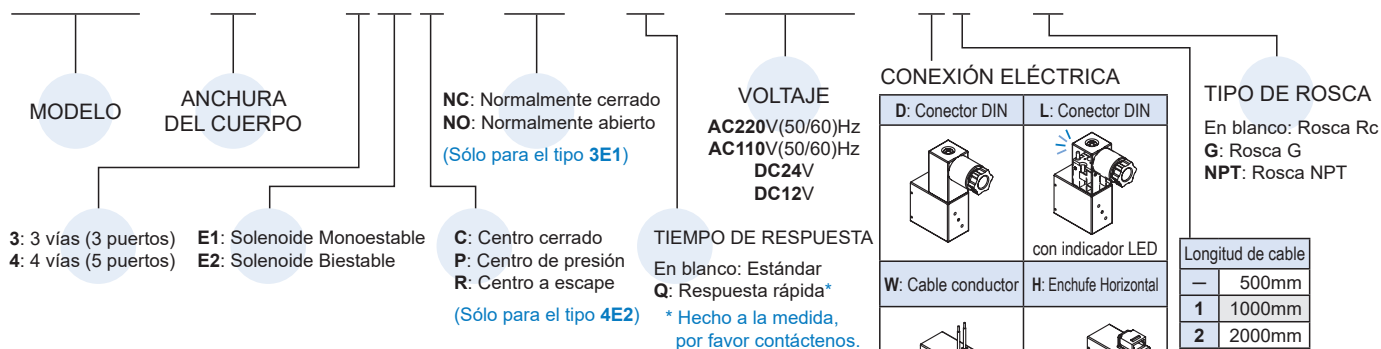 MODELO
ANCHURA
DEL CUERPO
3: 3 vías (3 puertos)
4: 4 vías (5 puertos)
E1: Solenoide Monoestable
E2: Solenoide Biestable
NC: Normalmente cerrado
NO: Normalmente abierto
(Sólo para el tipo 3E1)
C: Centro cerrado
P: Centro de presión
R: Centro a escape
(Sólo para el tipo 4E2)
TIEMPO DE RESPUESTA
En blanco: Estándar
Q: Respuesta rápida*
* Hecho a la medida,
por favor contáctenos.
VOLTAJE
AC220V(50/60)Hz
AC110V(50/60)Hz
DC24V
DC12V
CONEXIÓN ELÉCTRICA
D: Conector DIN
L: Conector DIN
con indicador LED
W: Cable conductor
H: Enchufe Horizontal
Longitud de cable
— 500mm
1 1000mm
2 2000mm
TIPO DE ROSCA
En blanco: Rosca Rc
G: Rosca G
NPT: Rosca NPT